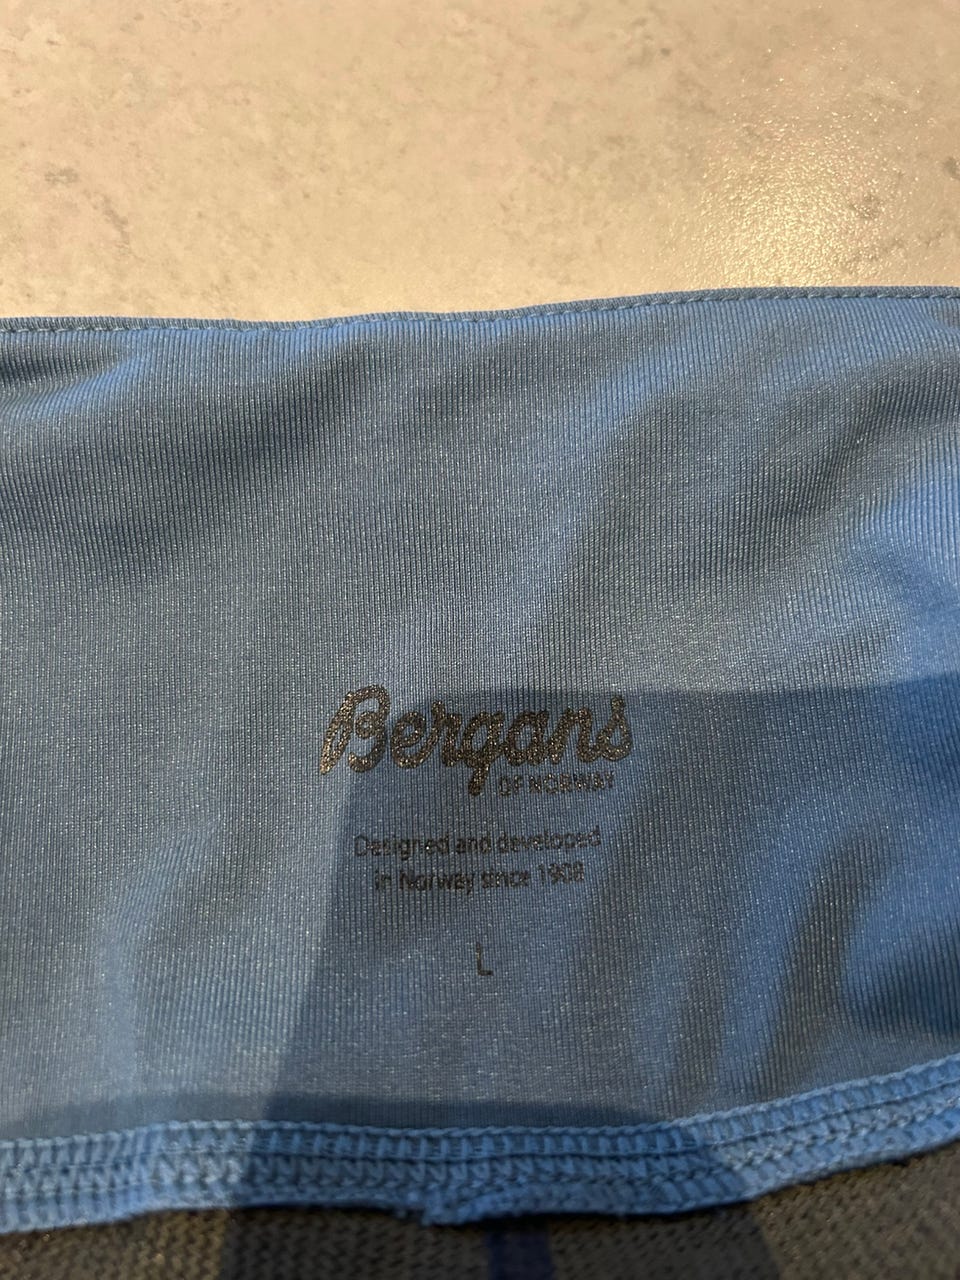 Bergans
OF NORWAY
Designed and developed
in Norway since 1908
L